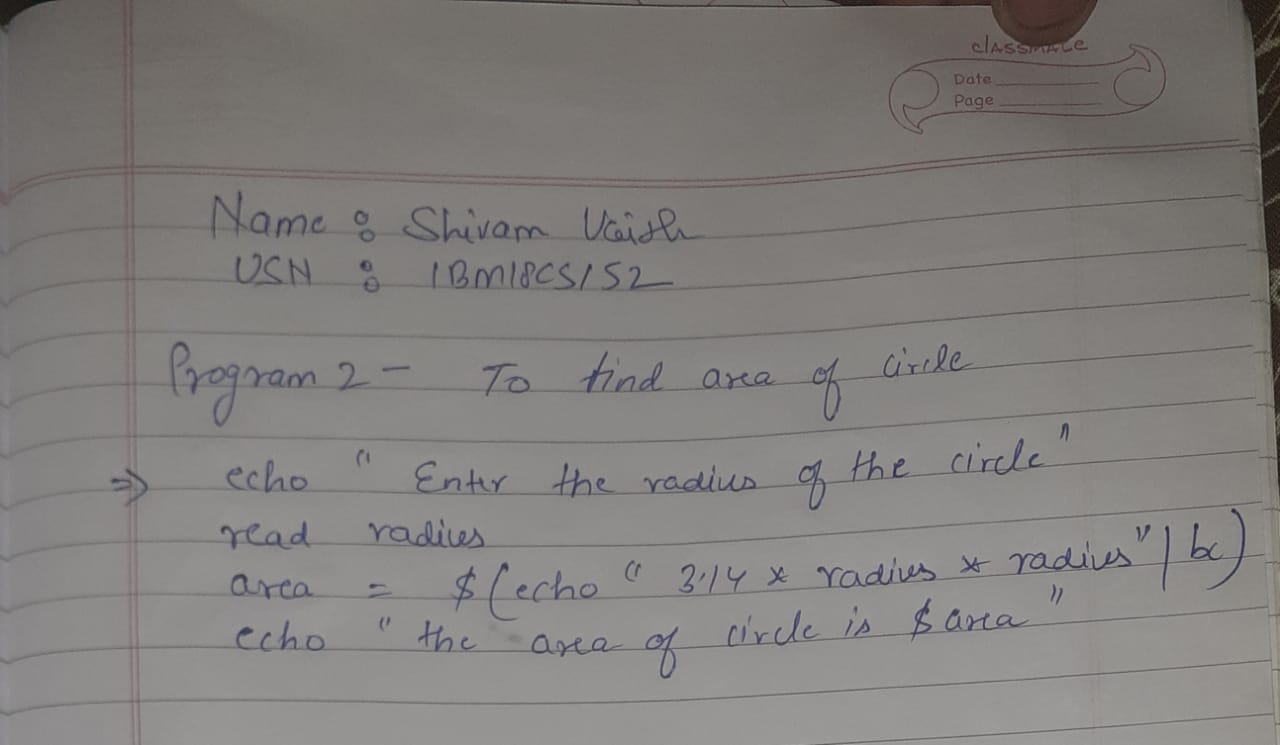 classmate
Date
Page
Name : Shivam Vaish
USN : 1BM18CS152
Program 2 - To find area of circle
⇒ echo " Enter the radius of the circle"
read radius
area = $(echo " 3.14 * radius * radius" | bc)
echo " the area of circle is $area "